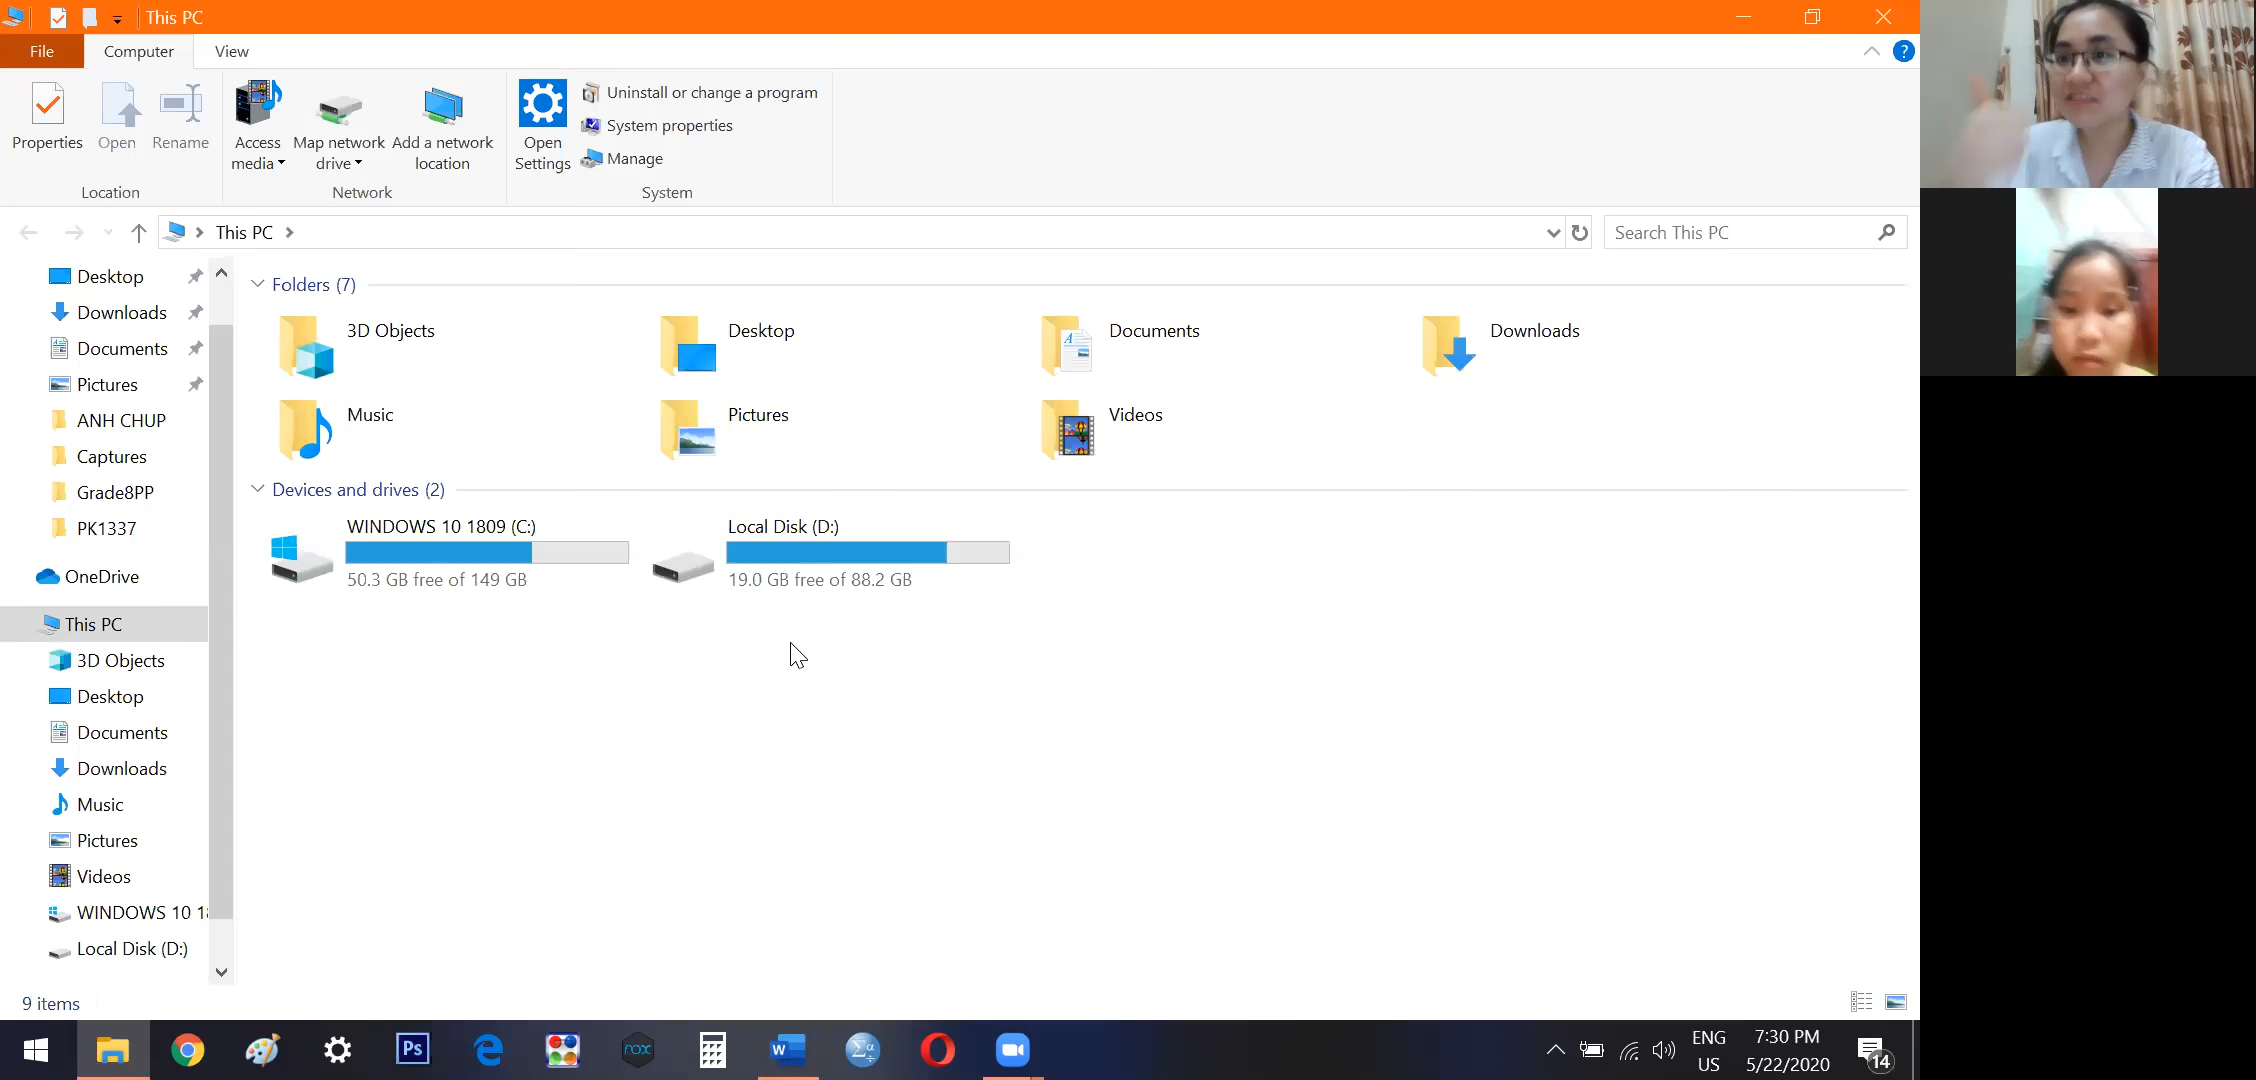 This PC
File Computer View
Properties Open Rename
Access media Map network drive Add a network location
Open Settings
Uninstall or change a program
System properties
Manage
Location Network System
This PC
Search This PC
Desktop
Downloads
Documents
Pictures
ANH CHUP
Captures
Grade8PP
PK1337
OneDrive
This PC
3D Objects
Desktop
Documents
Downloads
Music
Pictures
Videos
WINDOWS 10 18
Local Disk (D:)
Folders (7)
3D Objects Desktop Documents Downloads
Music Pictures Videos
Devices and drives (2)
WINDOWS 10 1809 (C:) Local Disk (D:)
50.3 GB free of 149 GB 19.0 GB free of 88.2 GB
9 items
Ps nox W Σα
ENG 7:30 PM
US 5/22/2020 14